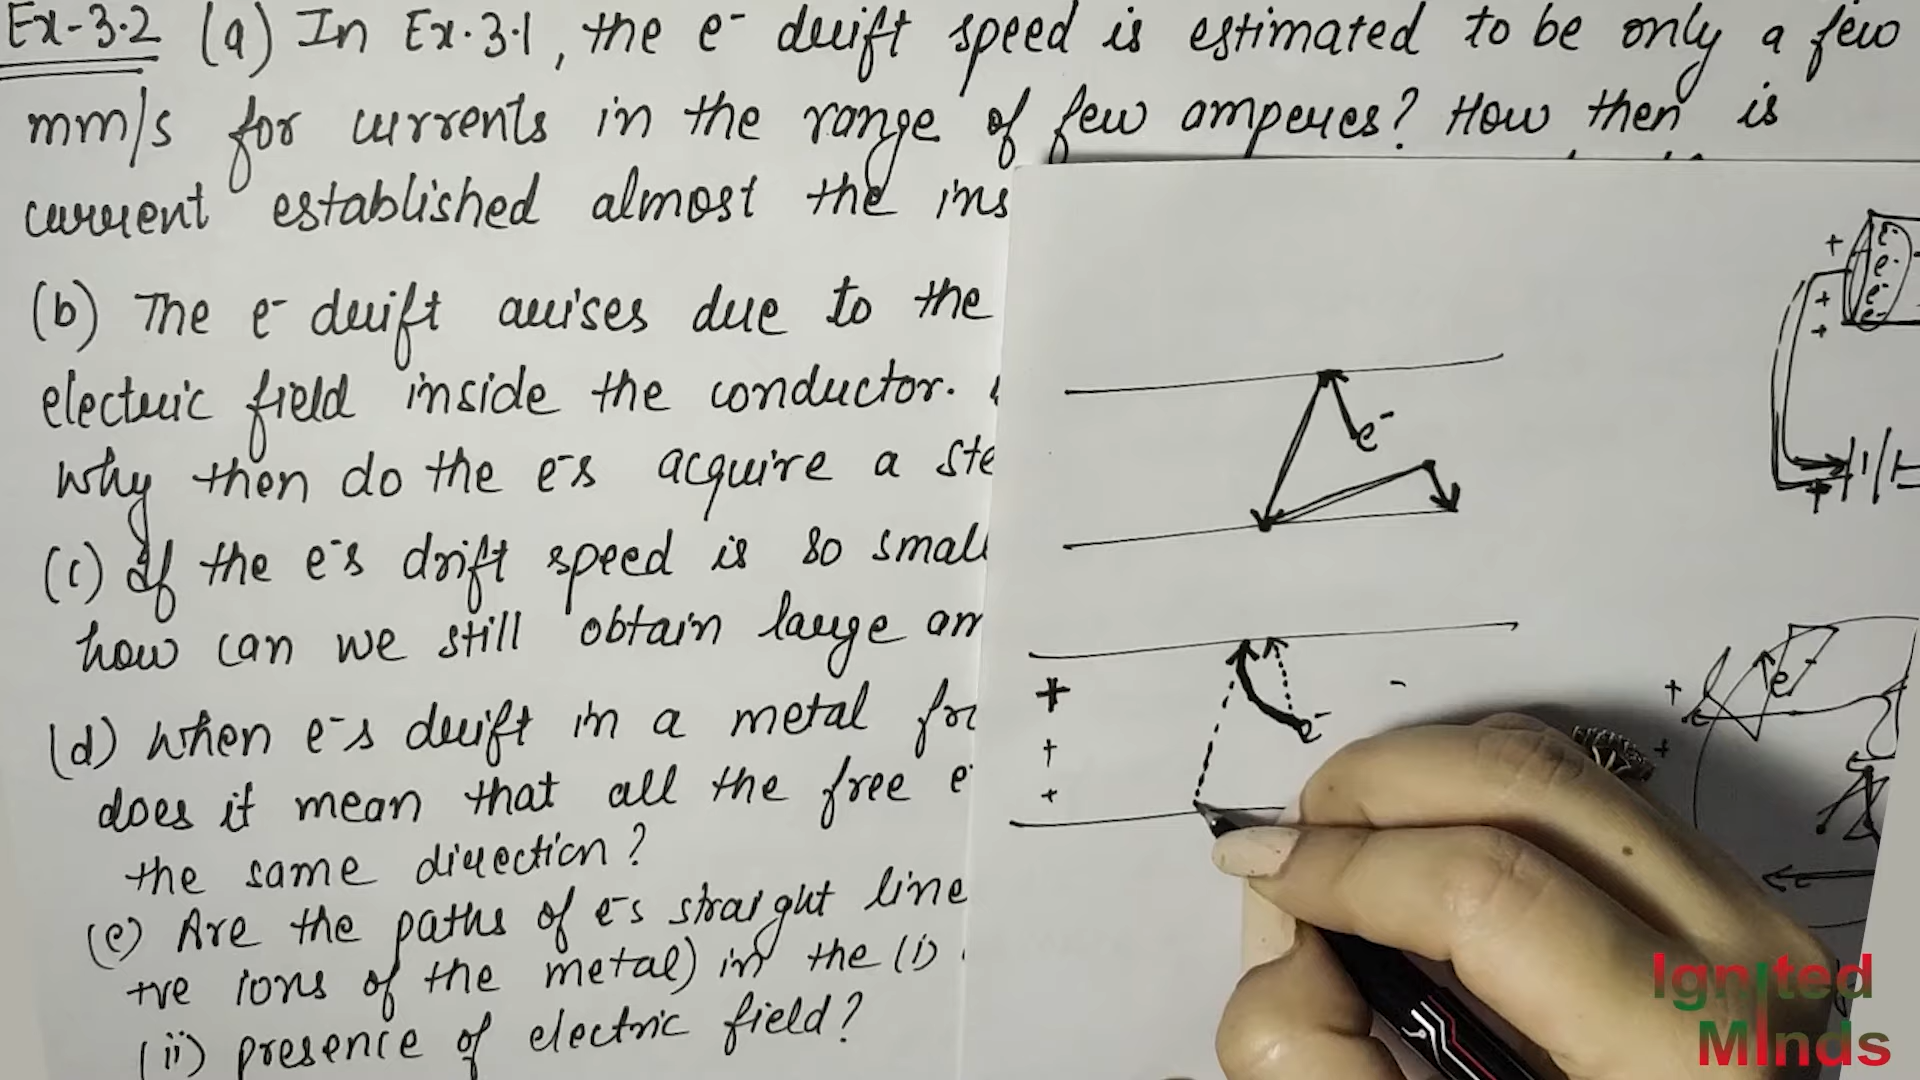 Ex-3.2 (a) In Ex.3.1, the e⁻ drift speed is estimated to be only a few
mm/s for currents in the range of few amperes? How then is
current established almost the ins
(b) The e⁻ drift arises due to the
electric field inside the conductor.
why then do the e⁻s acquire a ste
(c) If the e⁻s drift speed is so small
how can we still obtain large am
(d) when e⁻s drift in a metal fr
does it mean that all the free e⁻
the same direction?
(e) Are the paths of e⁻s straight line
+ve ions of the metal) in the (i)
(ii) presence of electric field?
e⁻
+
+
+
e⁻
-
+
+
+
e⁻
e⁻
e⁻
e⁻
+
+
e
-
+
Ignited
Minds